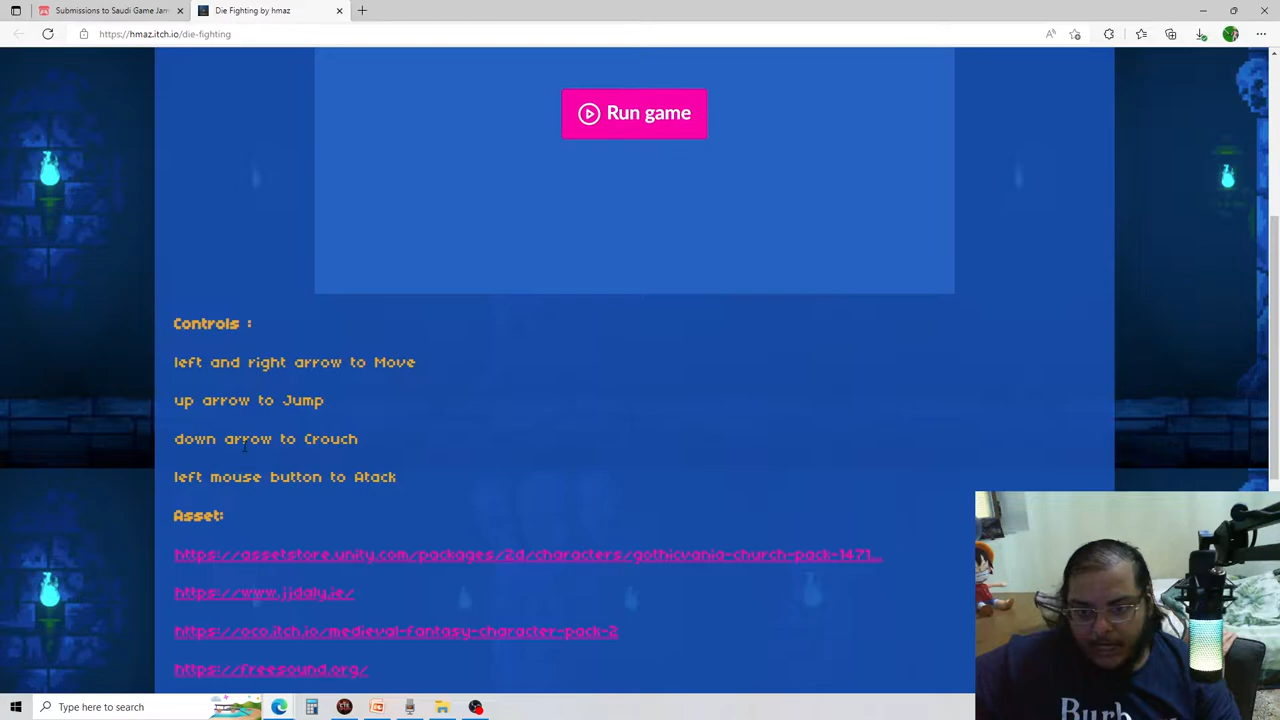 Submissions to Saudi Game Jam
Die Fighting by hmaz
https://hmaz.itch.io/die-fighting
Run game
Controls :
left and right arrow to Move
up arrow to Jump
down arrow to Crouch
left mouse button to Atack
Asset:
https://assetstore.unity.com/packages/2d/characters/gothicvania-church-pack-1471...
https://www.jjdaly.ie/
https://oco.itch.io/medieval-fantasy-character-pack-2
https://freesound.org/
Type here to search